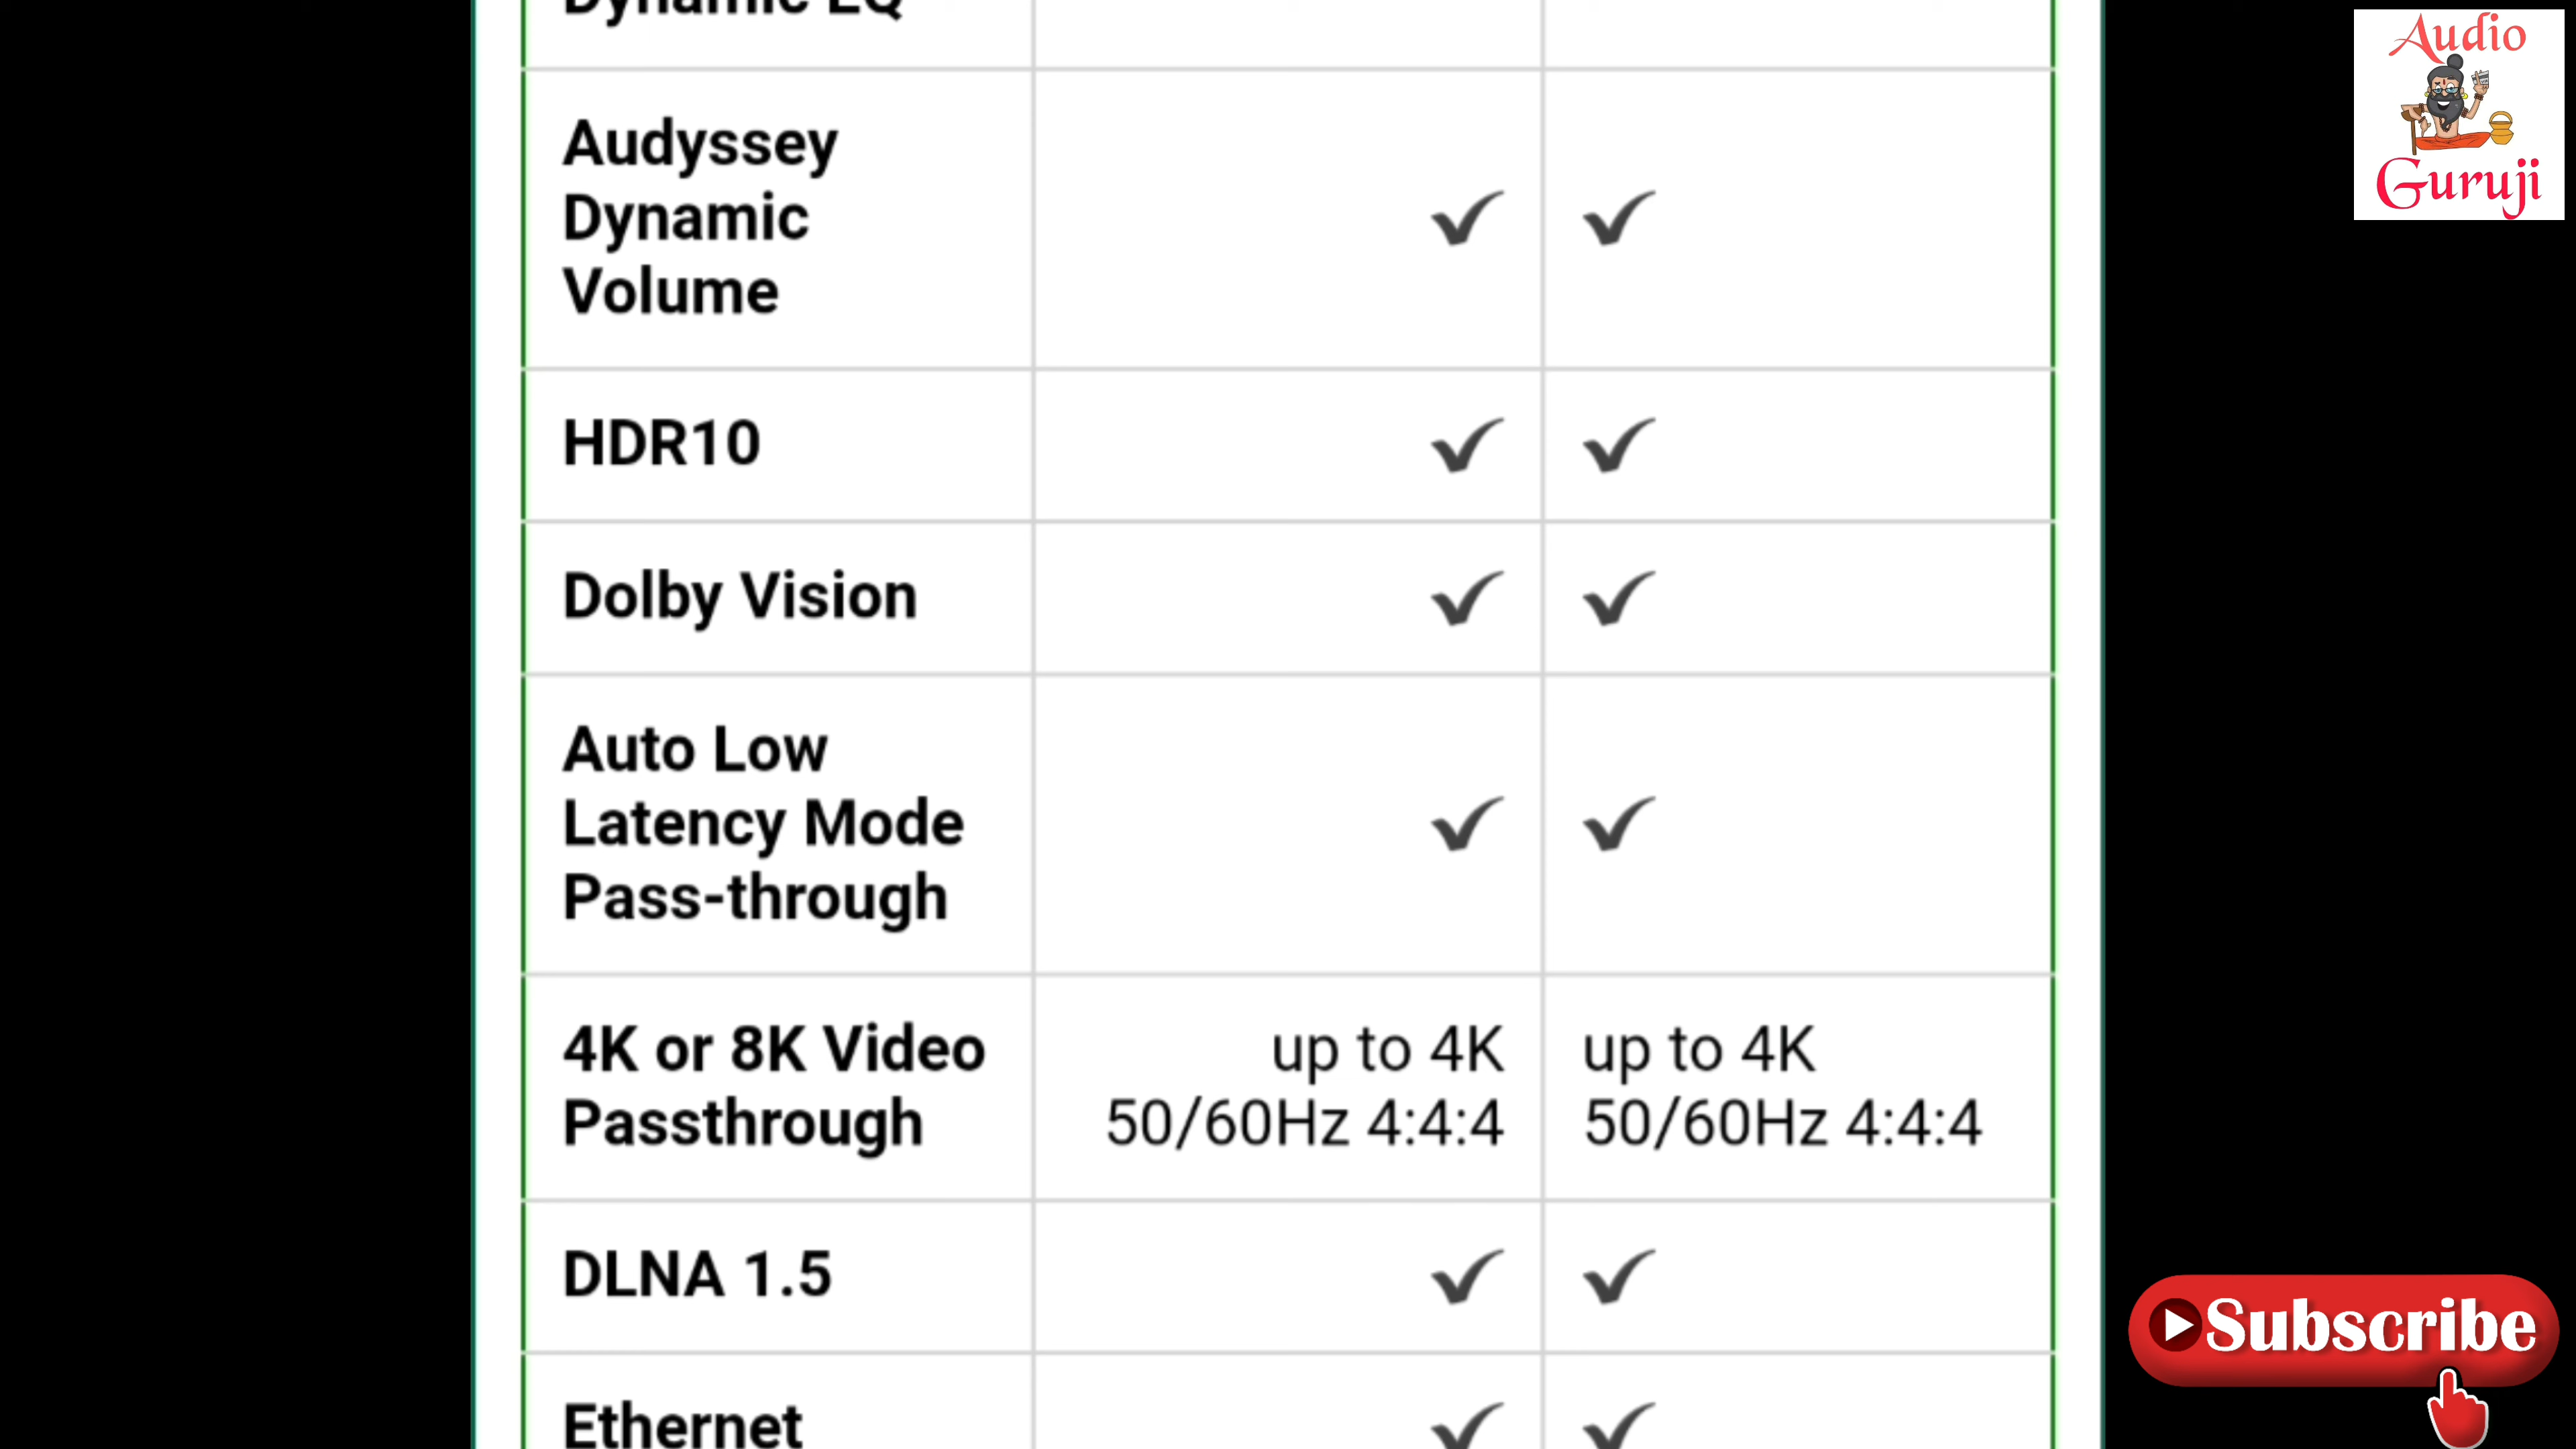 Dynamic EQ
Audyssey
Dynamic
Volume
✓ ✓
HDR10 ✓ ✓
Dolby Vision ✓ ✓
Auto Low
Latency Mode
Pass-through
✓ ✓
4K or 8K Video
Passthrough
up to 4K
50/60Hz 4:4:4
up to 4K
50/60Hz 4:4:4
DLNA 1.5 ✓ ✓
Ethernet ✓ ✓
Audio
Guruji
Subscribe